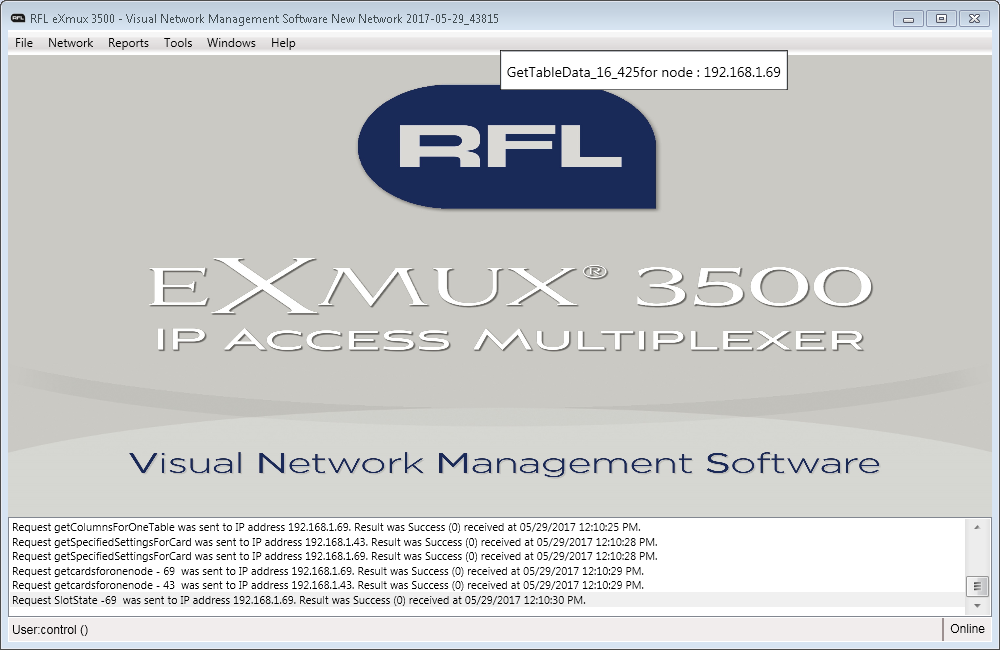 RFL eXmux 3500 - Visual Network Management Software New Network 2017-05-29_43815
File Network Reports Tools Windows Help
GetTableData_16_425for node : 192.168.1.69
RFL
eXmux® 3500
IP Access Multiplexer
Visual Network Management Software
Request getColumnsForOneTable was sent to IP address 192.168.1.69. Result was Success (0) received at 05/29/2017 12:10:25 PM.
Request getSpecifiedSettingsForCard was sent to IP address 192.168.1.43. Result was Success (0) received at 05/29/2017 12:10:28 PM.
Request getSpecifiedSettingsForCard was sent to IP address 192.168.1.69. Result was Success (0) received at 05/29/2017 12:10:28 PM.
Request getcardsforonenode - 69  was sent to IP address 192.168.1.69. Result was Success (0) received at 05/29/2017 12:10:29 PM.
Request getcardsforonenode - 43  was sent to IP address 192.168.1.43. Result was Success (0) received at 05/29/2017 12:10:29 PM.
Request SlotState -69  was sent to IP address 192.168.1.69. Result was Success (0) received at 05/29/2017 12:10:30 PM.
User:control ()
Online